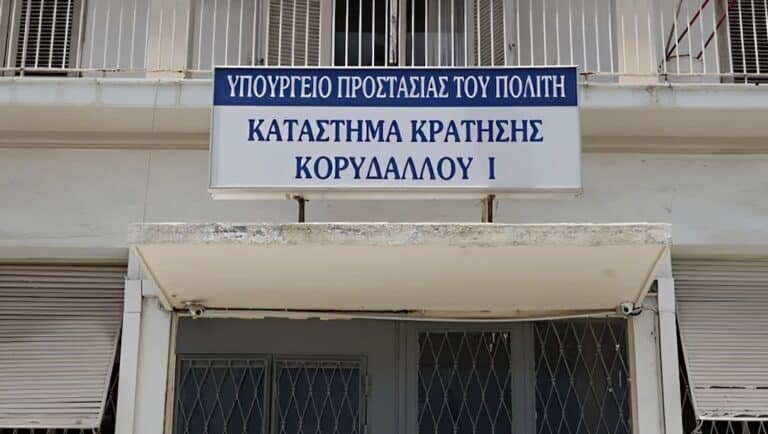 ΥΠΟΥΡΓΕΙΟ ΠΡΟΣΤΑΣΙΑΣ ΤΟΥ ΠΟΛΙΤΗ
ΚΑΤΑΣΤΗΜΑ ΚΡΑΤΗΣΗΣ
ΚΟΡΥΔΑΛΛΟΥ Ι